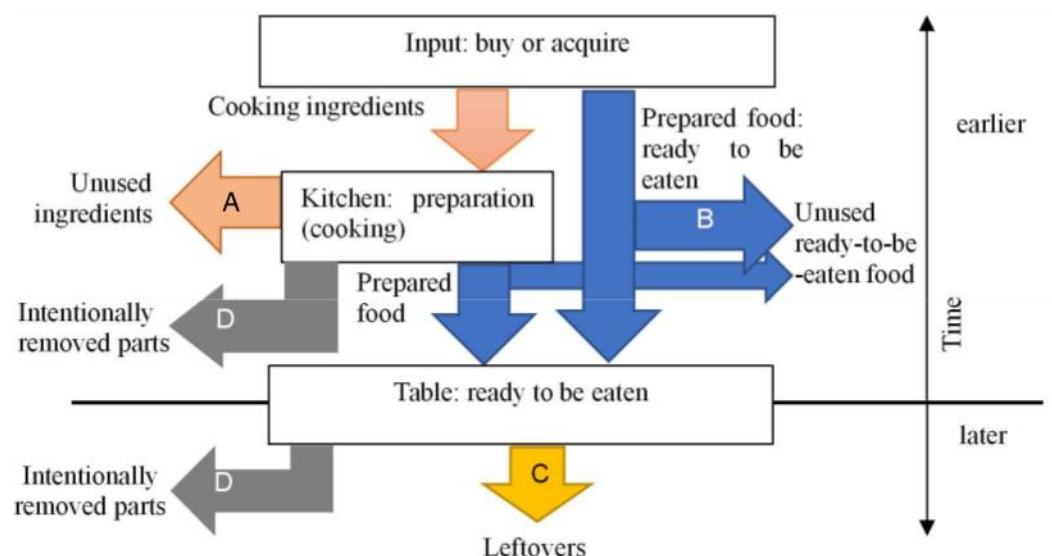 Input: buy or acquire
Cooking ingredients
Prepared food:
ready to be
eaten
earlier
Unused
ingredients
A
Kitchen: preparation
(cooking)
B
Unused
ready-to-be
-eaten food
Prepared
food
Intentionally
removed parts
D
Time
Table: ready to be eaten
later
Intentionally
removed parts
D
C
Leftovers